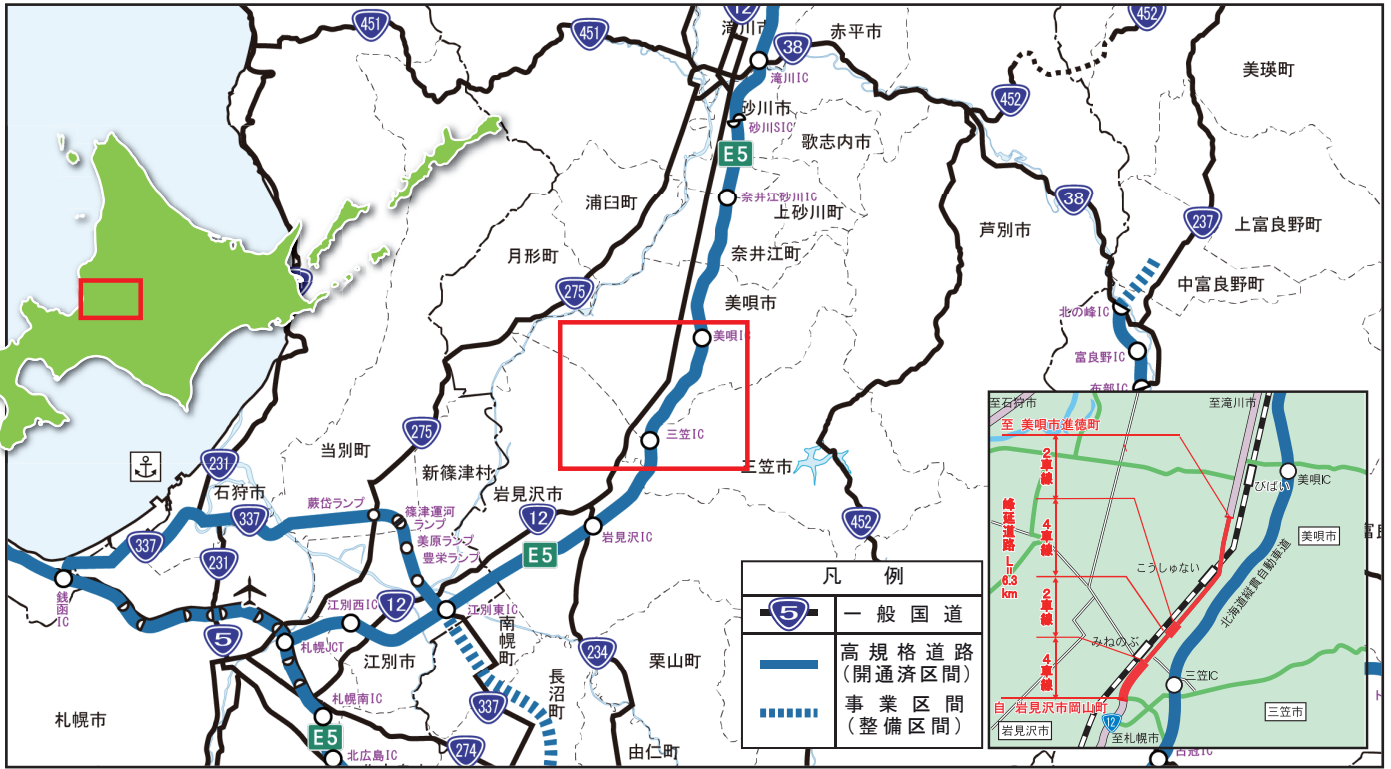 451
451
12
滝川市
38
赤平市
452
滝川IC
美瑛町
452
砂川市
砂川SIC
歌志内市
E5
奈井江砂川IC
上砂川町
浦臼町
芦別市
38
237
上富良野町
月形町
奈井江町
275
美唄市
中富良野町
北の峰IC
美唄IC
富良野IC
布部IC
275
当別町
三笠IC
三笠市
新篠津村
231
石狩市
岩見沢市
蕨岱ランプ
337
篠津運河
ランプ
12
452
337
美原ランプ
岩見沢IC
豊栄ランプ
E5
231
銭函IC
江別西IC
12
江別東IC
5
札幌JCT
南幌町
江別市
234
栗山町
長沼町
札幌南IC
337
札幌市
E5
274
北広島IC
由仁町
凡例
5
一般国道
高規格道路
(開通済区間)
事業区間
(整備区間)
至石狩市
至滝川市
至 美唄市進徳町
2車線
びばい
美唄IC
峰延道路 L=6.3km
4車線
美唄市
こうしゅない
北海道縦貫自動車道
2車線
みねのぶ
4車線
三笠IC
自 岩見沢市岡山町
12
三笠市
岩見沢市
至札幌市
占冠IC